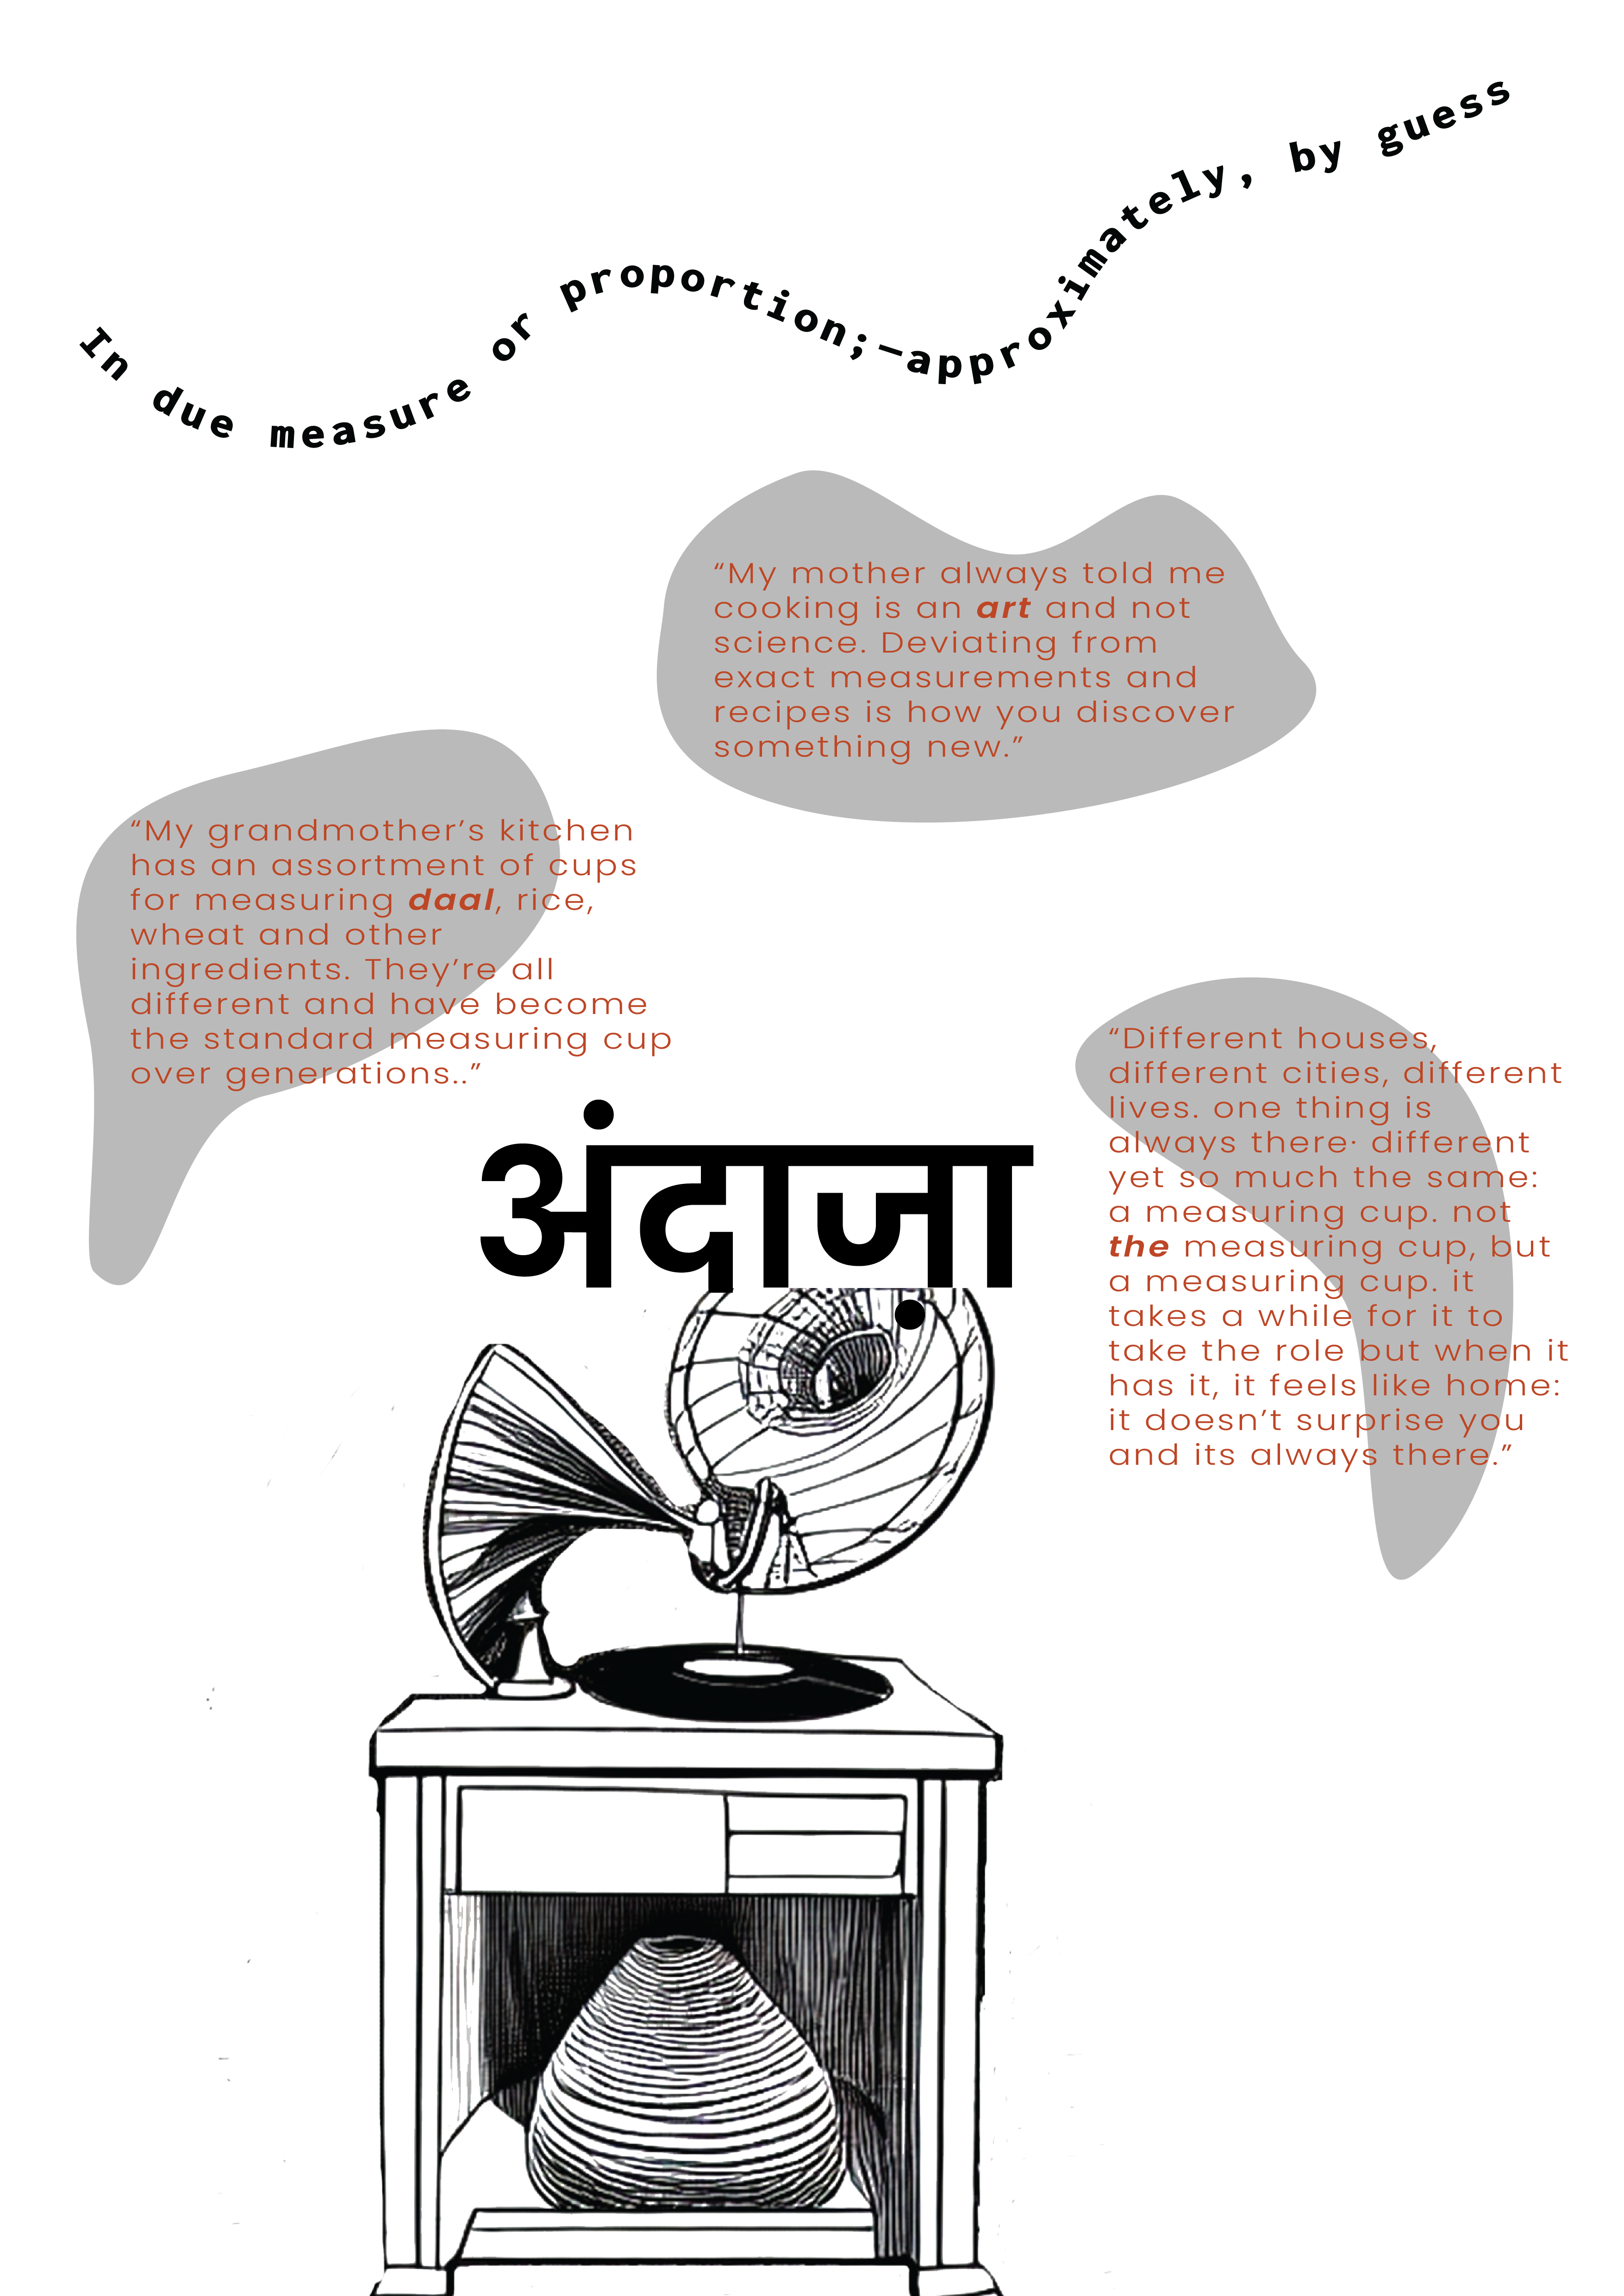 In due measure or proportion;—approximately, by guess
“My mother always told me
cooking is an art and not
science. Deviating from
exact measurements and
recipes is how you discover
something new.”
“My grandmother’s kitchen
has an assortment of cups
for measuring daal, rice,
wheat and other
ingredients. They’re all
different and have become
the standard measuring cup
over generations..”
“Different houses,
different cities, different
lives. one thing is
always there· different
yet so much the same:
a measuring cup. not
the measuring cup, but
a measuring cup. it
takes a while for it to
take the role but when it
has it, it feels like home:
it doesn’t surprise you
and its always there.”
अंदाज़ा